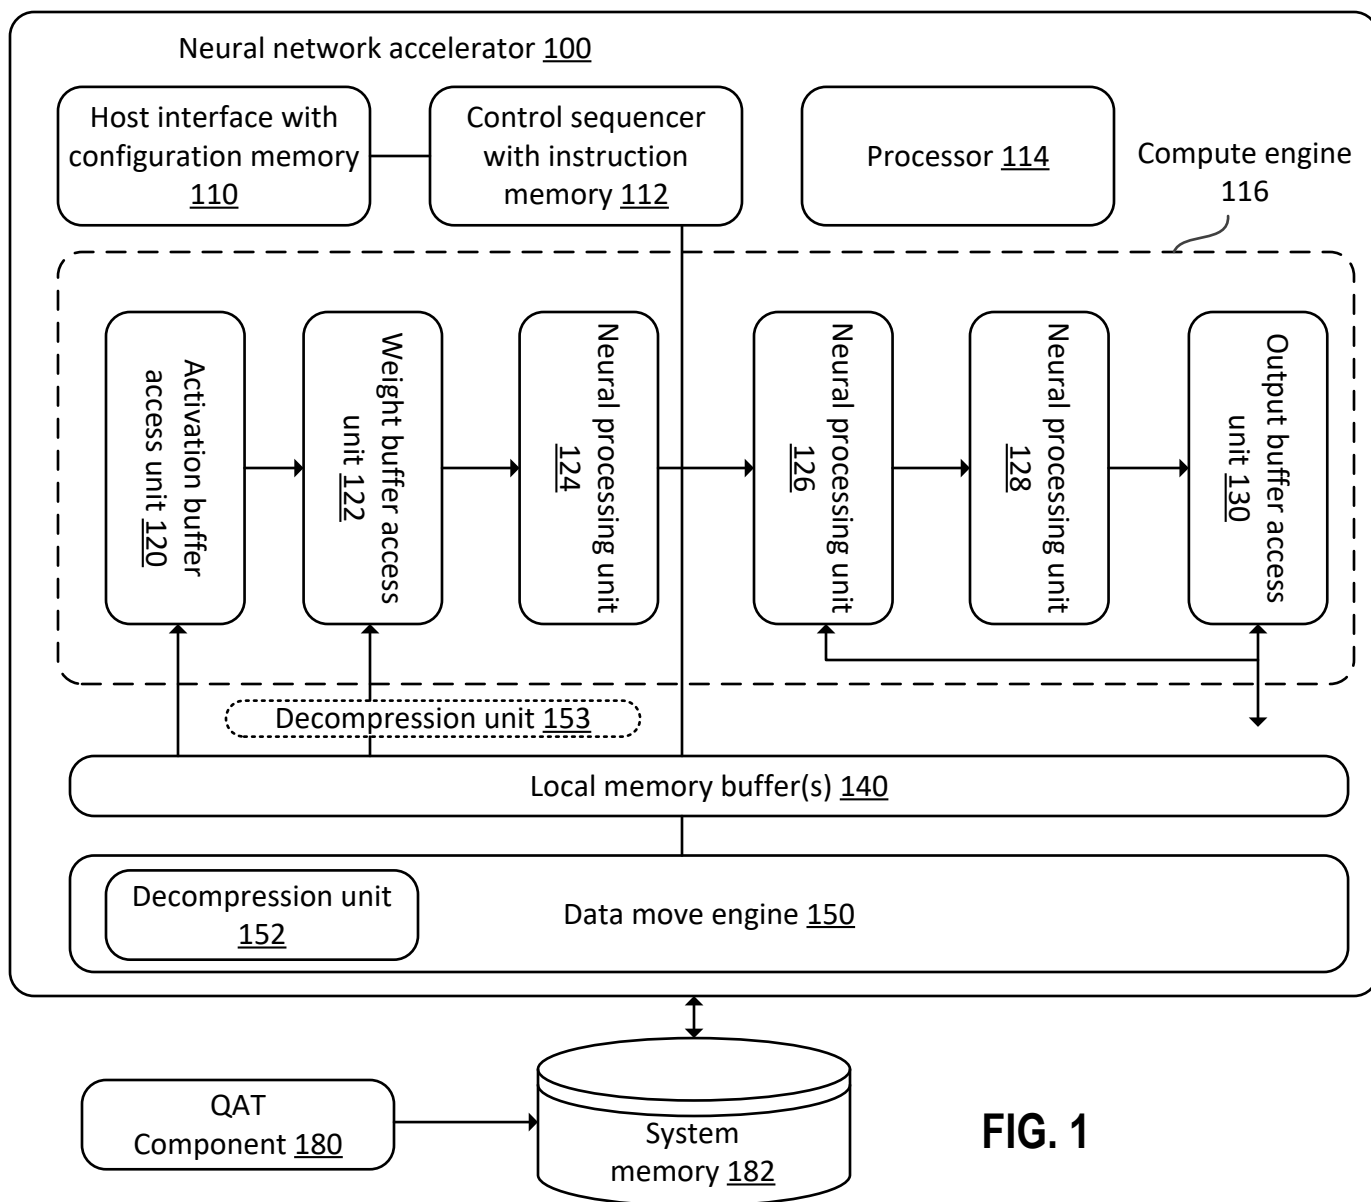 Neural network accelerator 100
Host interface with
configuration memory
110
Control sequencer
with instruction
memory 112
Processor 114
Compute engine
116
Activation buffer
access unit 120
Weight buffer access
unit 122
Neural processing unit
124
Neural processing unit
126
Neural processing unit
128
Output buffer access
unit 130
Decompression unit 153
Local memory buffer(s) 140
Decompression unit
152
Data move engine 150
QAT
Component 180
System
memory 182
FIG. 1